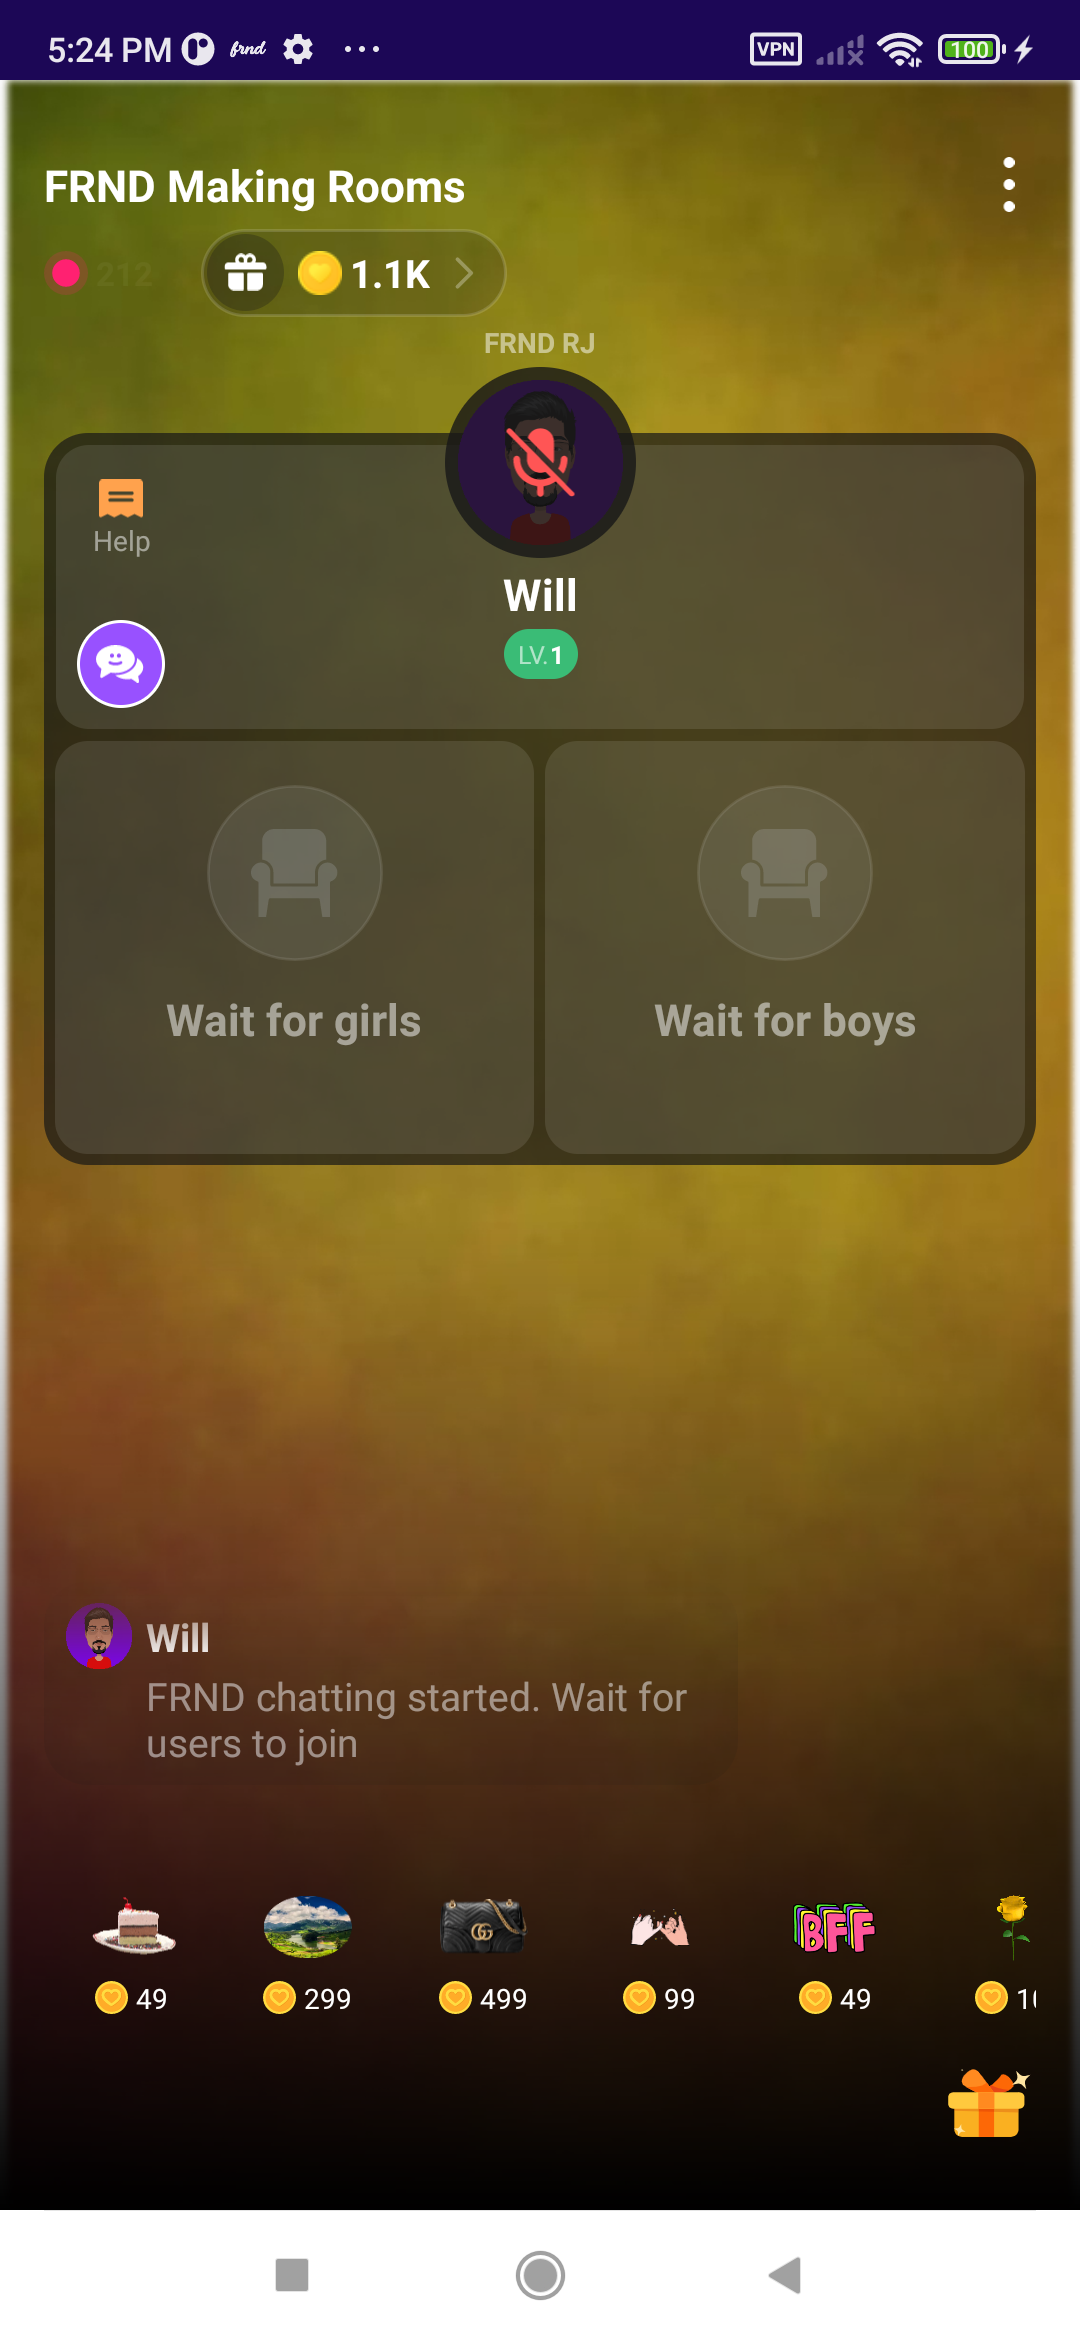 5:24 PM frnd VPN 100
FRND Making Rooms
212 1.1K
FRND RJ
Help
Will
LV.1
Wait for girls
Wait for boys
Will
FRND chatting started. Wait for
users to join
BFF
49 299 499 99 49